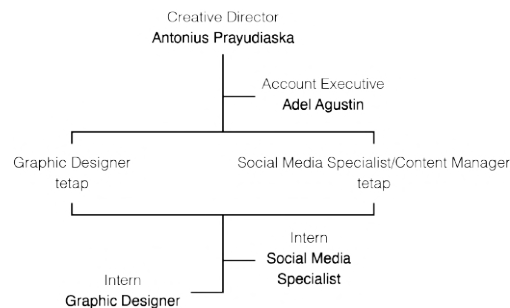 Creative Director
Antonius Prayudiaska
Account Executive
Adel Agustin
Graphic Designer
tetap
Social Media Specialist/Content Manager
tetap
Intern
Social Media
Specialist
Intern
Graphic Designer